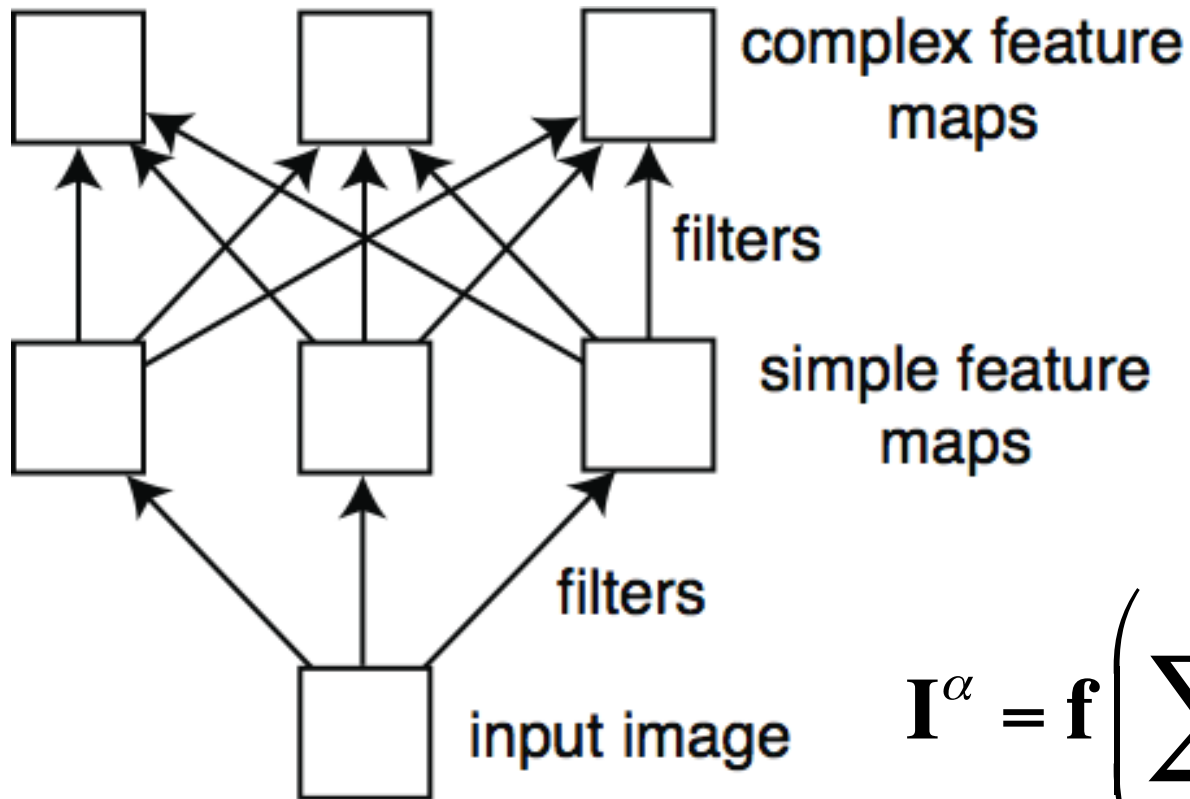 complex feature
maps
filters
simple feature
maps
filters
input image
I^α = f(∑